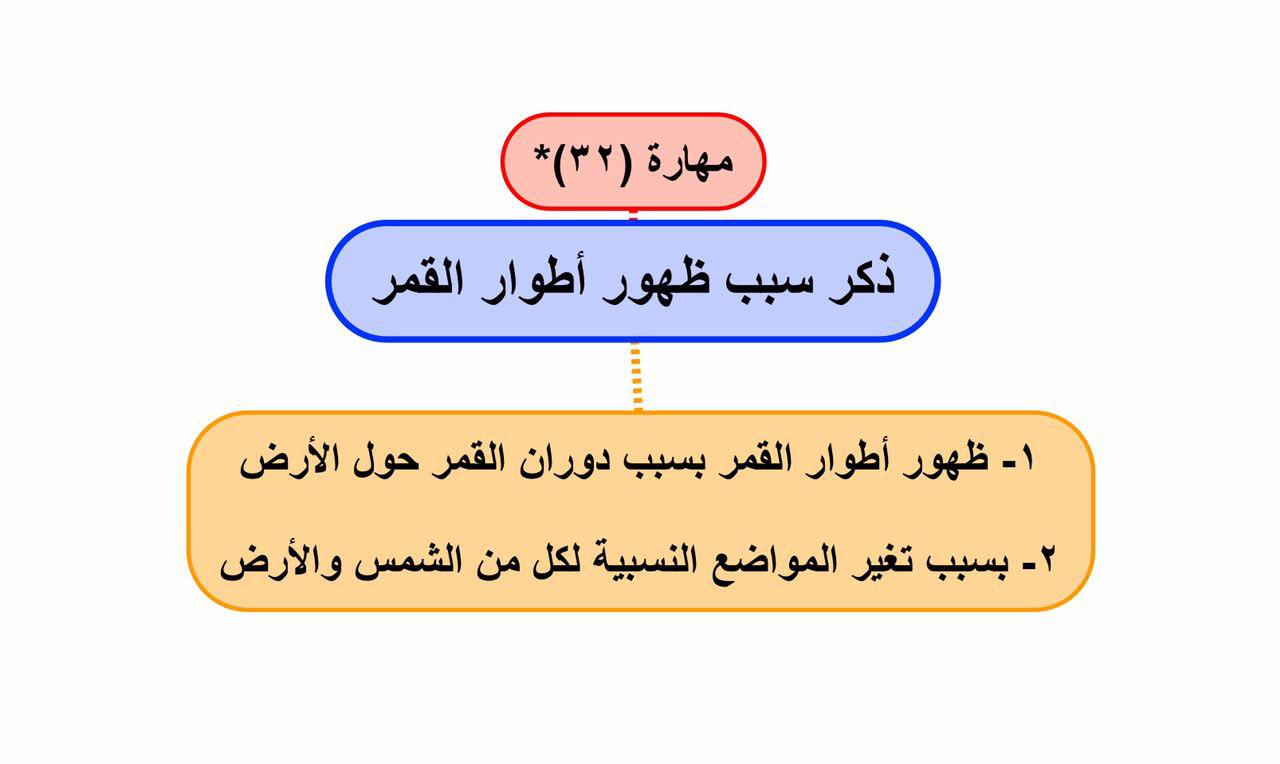 مهارة (٣٢)*
ذكر سبب ظهور أطوار القمر
١- ظهور أطوار القمر بسبب دوران القمر حول الأرض
٢- بسبب تغير المواضع النسبية لكل من الشمس والأرض